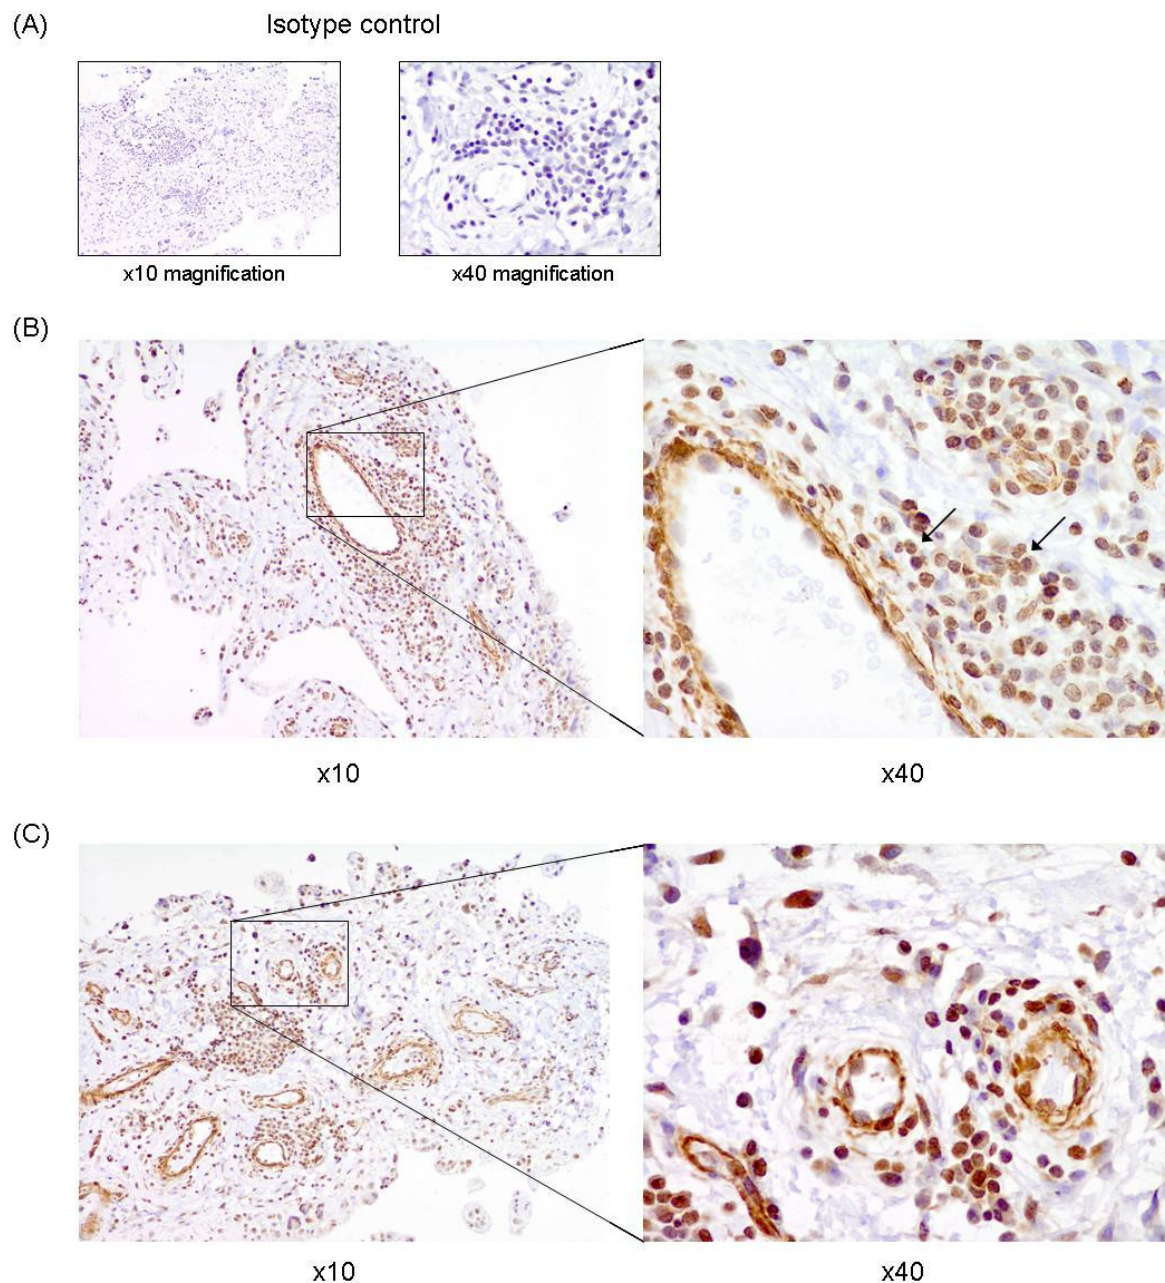 (A)
Isotype control
x10 magnification
x40 magnification
(B)
x10
x40
(C)
x10
x40